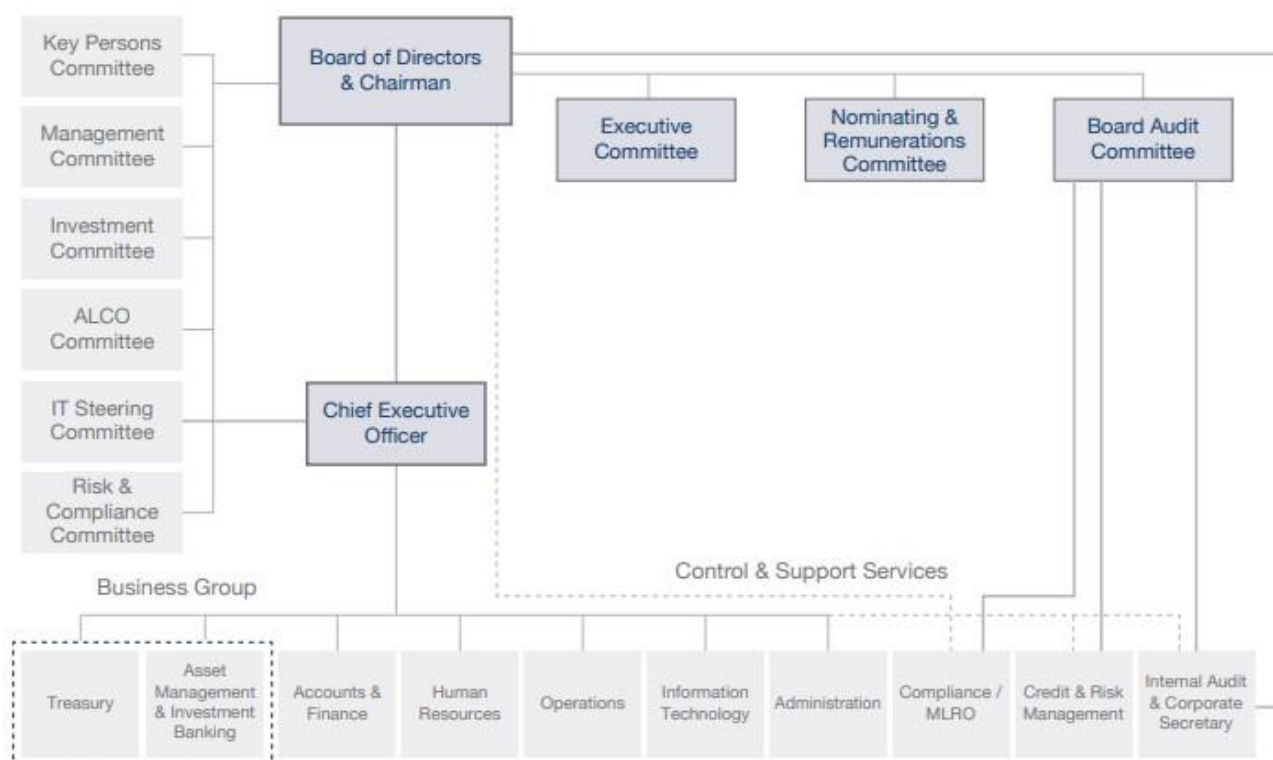 Key Persons
Committee
Board of Directors
& Chairman
Management
Committee
Executive
Committee
Nominating &
Remunerations
Committee
Board Audit
Committee
Investment
Committee
ALCO
Committee
IT Steering
Committee
Chief Executive
Officer
Risk &
Compliance
Committee
Business Group
Control & Support Services
Treasury
Asset
Management
& Investment
Banking
Accounts &
Finance
Human
Resources
Operations
Information
Technology
Administration
Compliance /
MLRO
Credit & Risk
Management
Internal Audit
& Corporate
Secretary